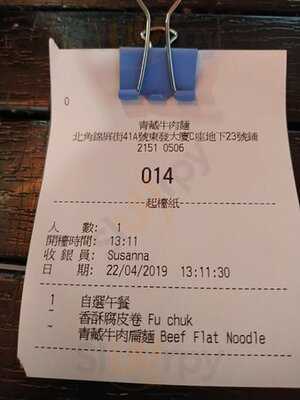 0
青藏牛肉麵
北角錦屏街41A號東發大廈C座地下23號鋪
2151 0506
014
起檯紙
人 數: 1
開檯時間: 13:11
收銀員: Susanna
日 期: 22/04/2019 13:11:30
1 自選午餐
~ 香酥腐皮卷 Fu chuk
~ 青藏牛肉扁麵 Beef Flat Noodle